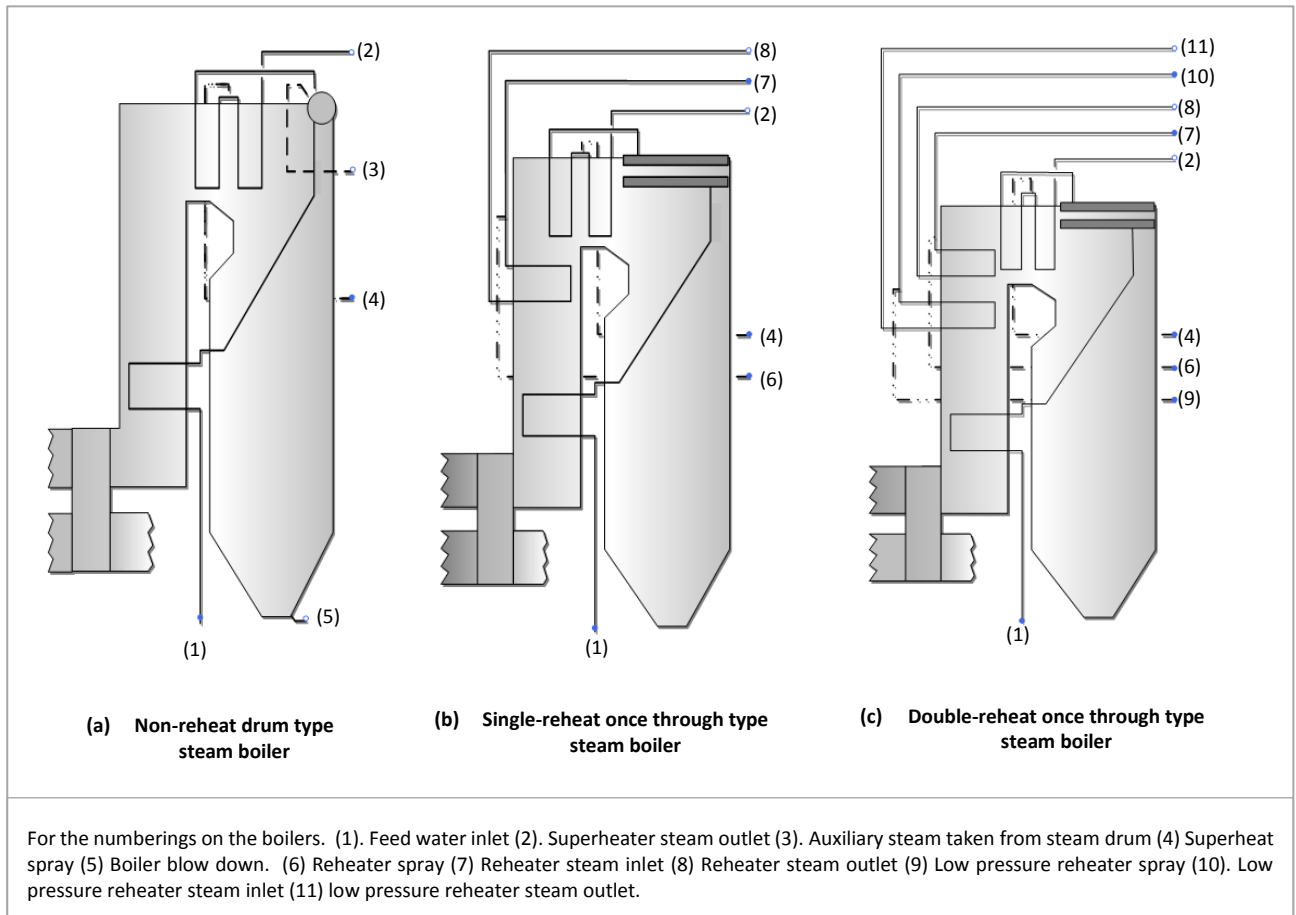 (2)
(3)
(4)
(5)
(1)
(a) Non-reheat drum type
steam boiler
(8)
(7)
(2)
(4)
(6)
(1)
(b) Single-reheat once through type
steam boiler
(11)
(10)
(8)
(7)
(2)
(4)
(6)
(9)
(1)
(c) Double-reheat once through type
steam boiler
For the numberings on the boilers. (1). Feed water inlet (2). Superheater steam outlet (3). Auxiliary steam taken from steam drum (4) Superheat
spray (5) Boiler blow down. (6) Reheater spray (7) Reheater steam inlet (8) Reheater steam outlet (9) Low pressure reheater spray (10). Low
pressure reheater steam inlet (11) low pressure reheater steam outlet.